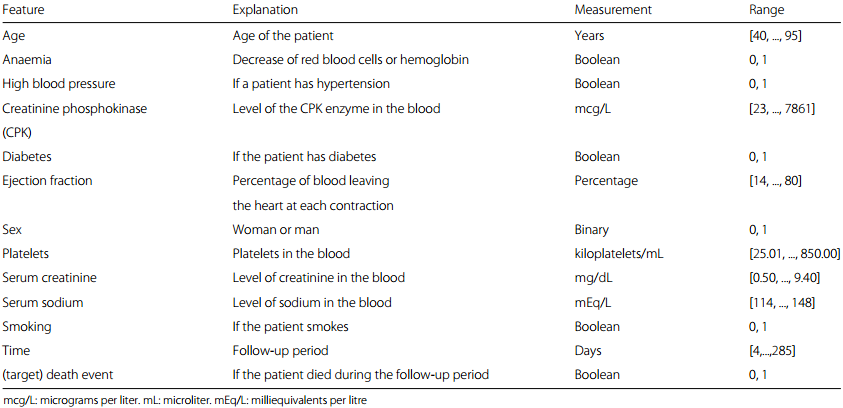 Feature Explanation Measurement Range
Age Age of the patient Years [40, ..., 95]
Anaemia Decrease of red blood cells or hemoglobin Boolean 0, 1
High blood pressure If a patient has hypertension Boolean 0, 1
Creatinine phosphokinase Level of the CPK enzyme in the blood mcg/L [23, ..., 7861]
(CPK)
Diabetes If the patient has diabetes Boolean 0, 1
Ejection fraction Percentage of blood leaving Percentage [14, ..., 80]
the heart at each contraction
Sex Woman or man Binary 0, 1
Platelets Platelets in the blood kiloplatelets/mL [25.01, ..., 850.00]
Serum creatinine Level of creatinine in the blood mg/dL [0.50, ..., 9.40]
Serum sodium Level of sodium in the blood mEq/L [114, ..., 148]
Smoking If the patient smokes Boolean 0, 1
Time Follow-up period Days [4,...,285]
(target) death event If the patient died during the follow-up period Boolean 0, 1
mcg/L: micrograms per liter. mL: microliter. mEq/L: milliequivalents per litre